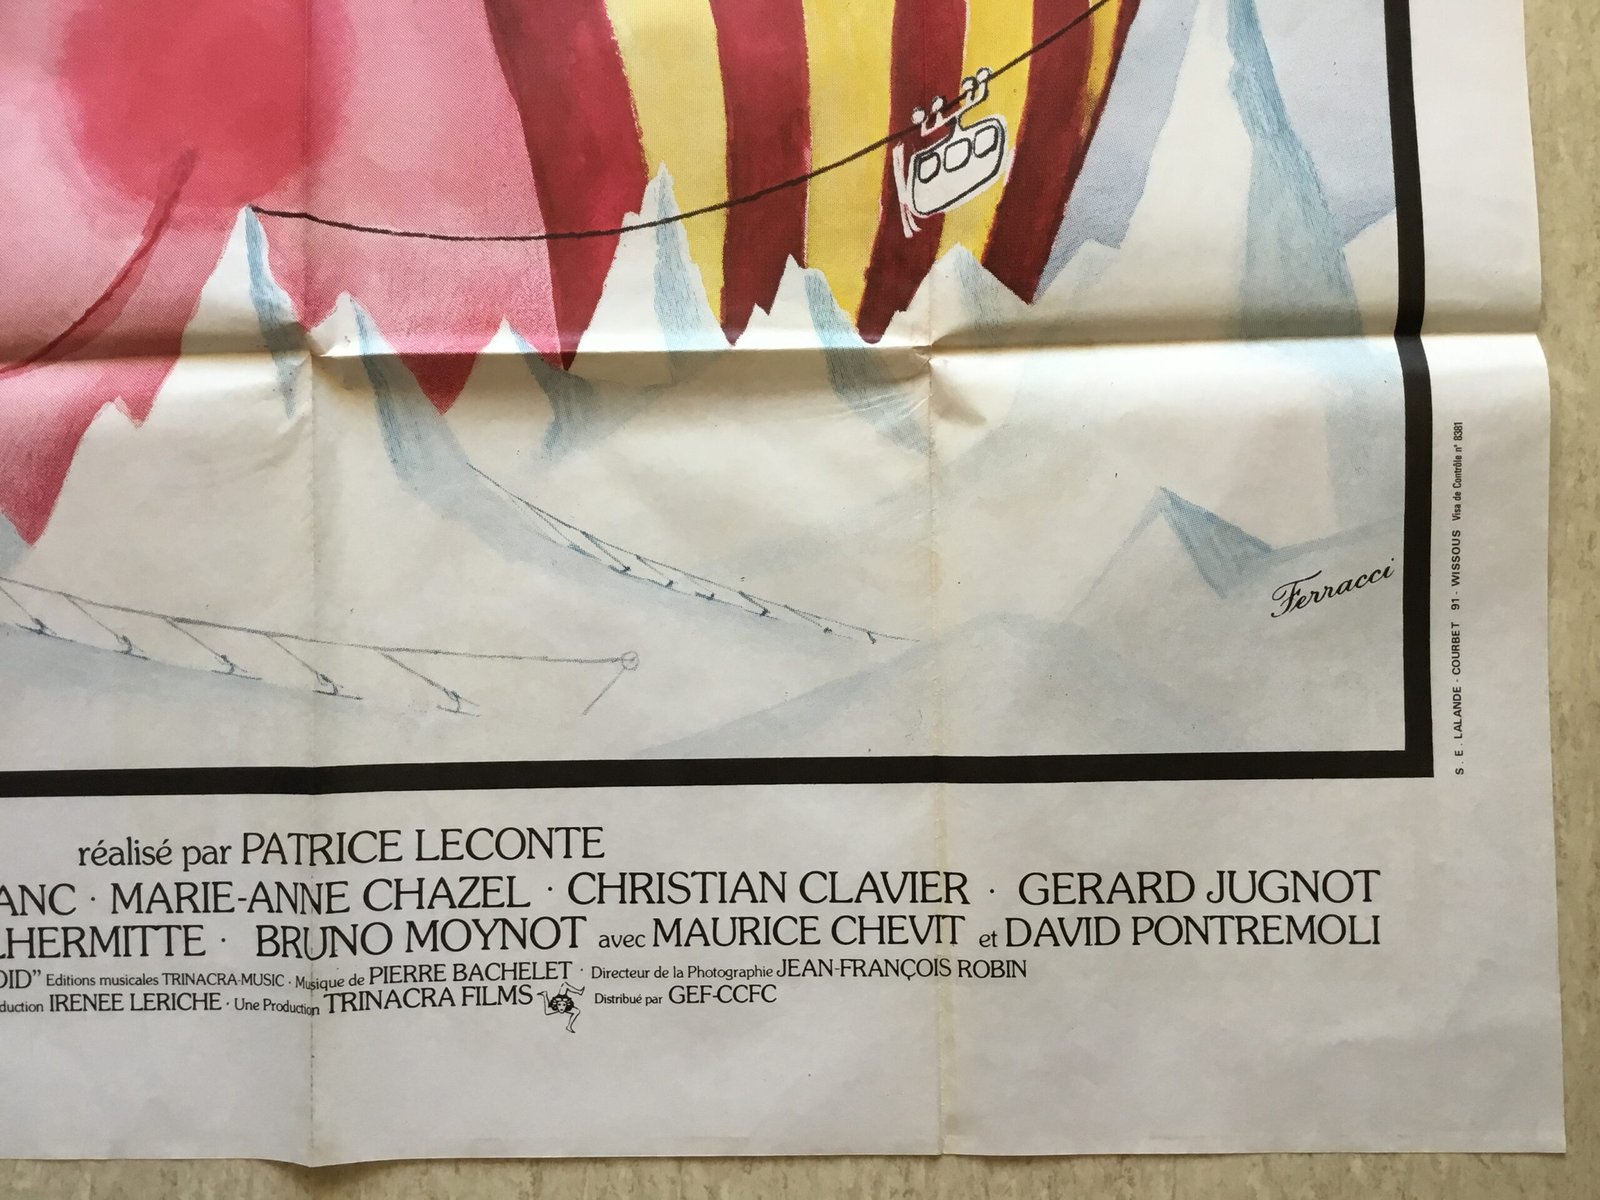 Ferracci
S.E. LALANDE - COURBET 91 - WISSOUS Visa de Contrôle n° 8381
réalisé par PATRICE LECONTE
ANC · MARIE-ANNE CHAZEL · CHRISTIAN CLAVIER · GERARD JUGNOT
LHERMITTE · BRUNO MOYNOT avec MAURICE CHEVIT et DAVID PONTREMOLI
OID" Editions musicales TRINACRA-MUSIC · Musique de PIERRE BACHELET · Directeur de la Photographie JEAN-FRANÇOIS ROBIN
duction IRENEE LERICHE · Une Production TRINACRA FILMS Distribué par GEF-CCFC